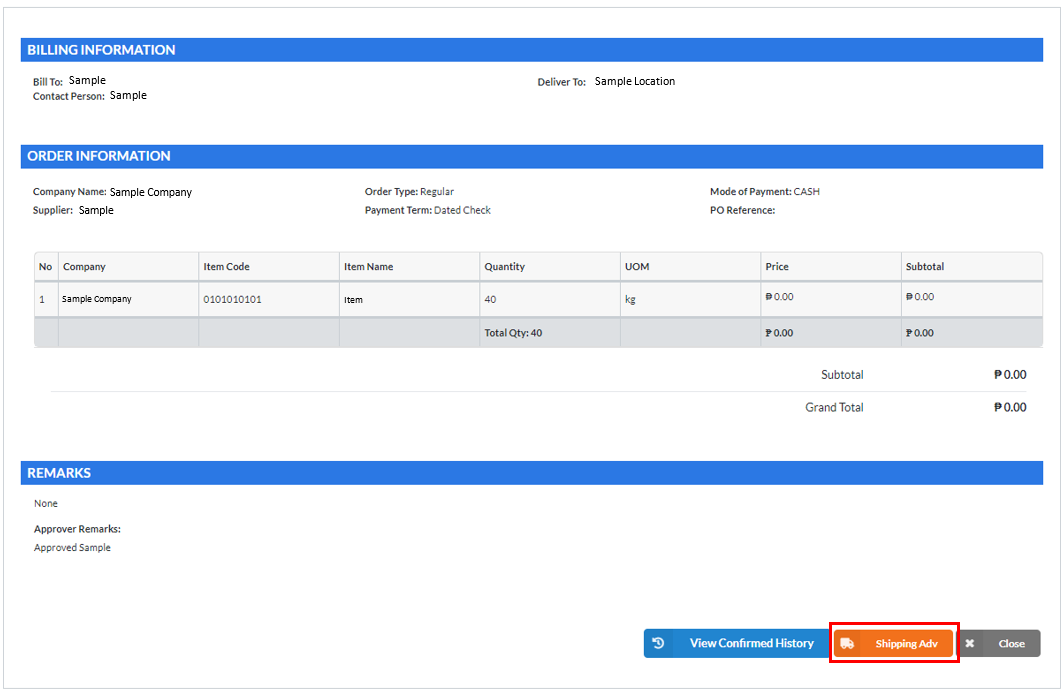 BILLING INFORMATION
Bill To: Sample Deliver To: Sample Location
Contact Person: Sample
ORDER INFORMATION
Company Name: Sample Company Order Type: Regular Mode of Payment: CASH
Supplier: Sample Payment Term: Dated Check PO Reference:
No Company Item Code Item Name Quantity UOM Price Subtotal
1 Sample Company 0101010101 Item 40 kg ₱ 0.00 ₱ 0.00
Total Qty: 40 ₱ 0.00 ₱ 0.00
Subtotal ₱ 0.00
Grand Total ₱ 0.00
REMARKS
None
Approver Remarks:
Approved Sample
View Confirmed History Shipping Adv Close